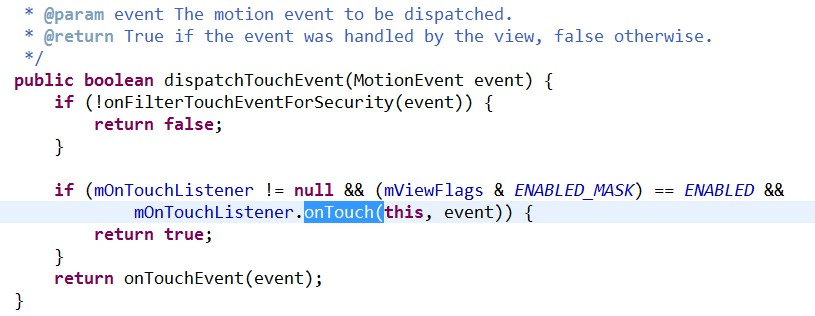 * @param event The motion event to be dispatched.
* @return True if the event was handled by the view, false otherwise.
*/
public boolean dispatchTouchEvent(MotionEvent event) {
if (!onFilterTouchEventForSecurity(event)) {
return false;
}
if (mOnTouchListener != null && (mViewFlags & ENABLED_MASK) == ENABLED &&
mOnTouchListener.onTouch(this, event)) {
return true;
}
return onTouchEvent(event);
}